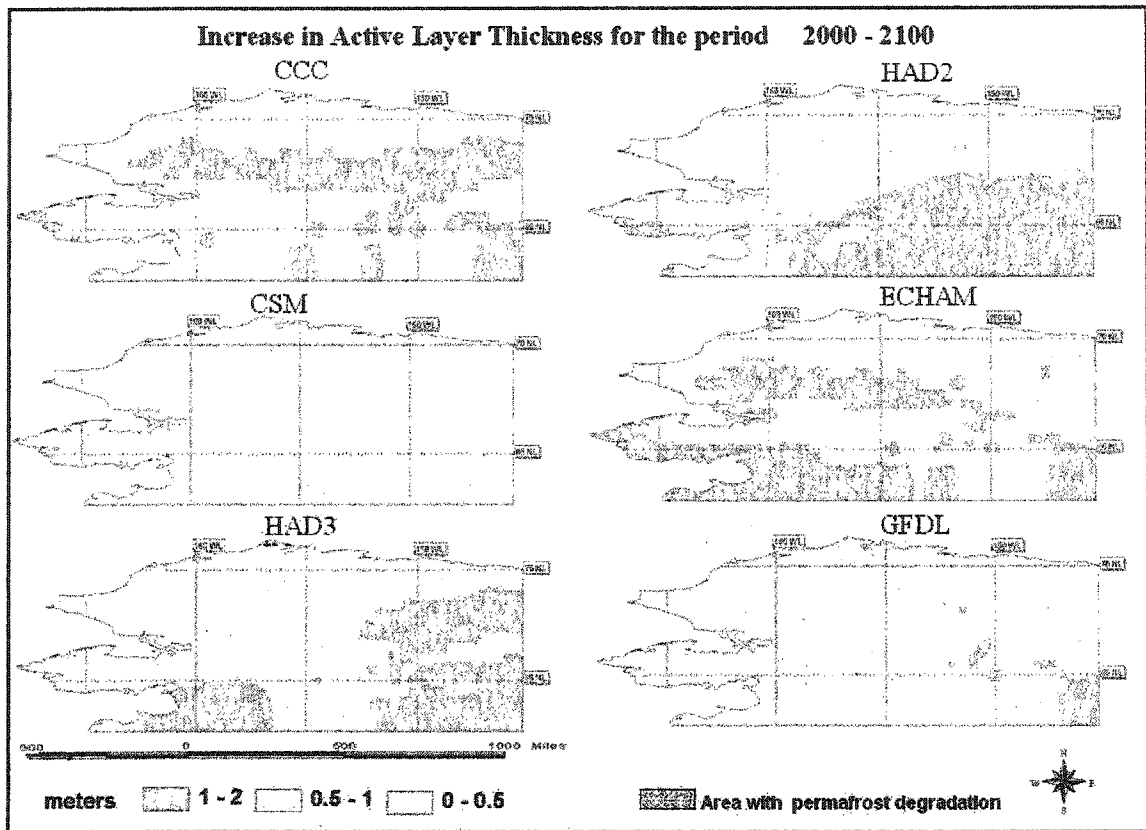 Increase in Active Layer Thickness for the period 2000 - 2100
CCC
HAD2
CSM
ECHAM
HAD3
GFDL
0 500 1000 Miles
meters 1 - 2 0.5 - 1 0 - 0.5
Area with permafrost degradation
N
W E
S